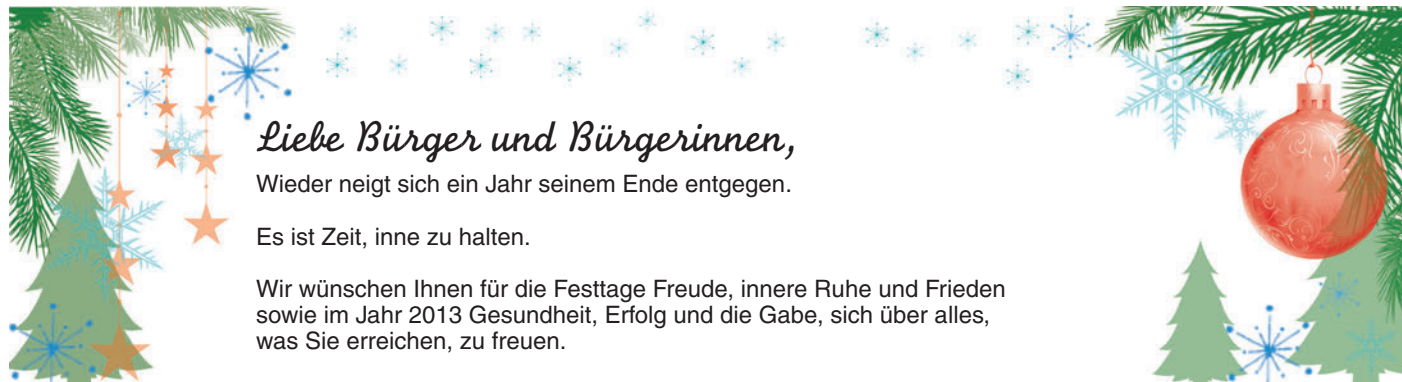 Liebe Bürger und Bürgerinnen,
Wieder neigt sich ein Jahr seinem Ende entgegen.
Es ist Zeit, inne zu halten.
Wir wünschen Ihnen für die Festtage Freude, innere Ruhe und Frieden
sowie im Jahr 2013 Gesundheit, Erfolg und die Gabe, sich über alles,
was Sie erreichen, zu freuen.